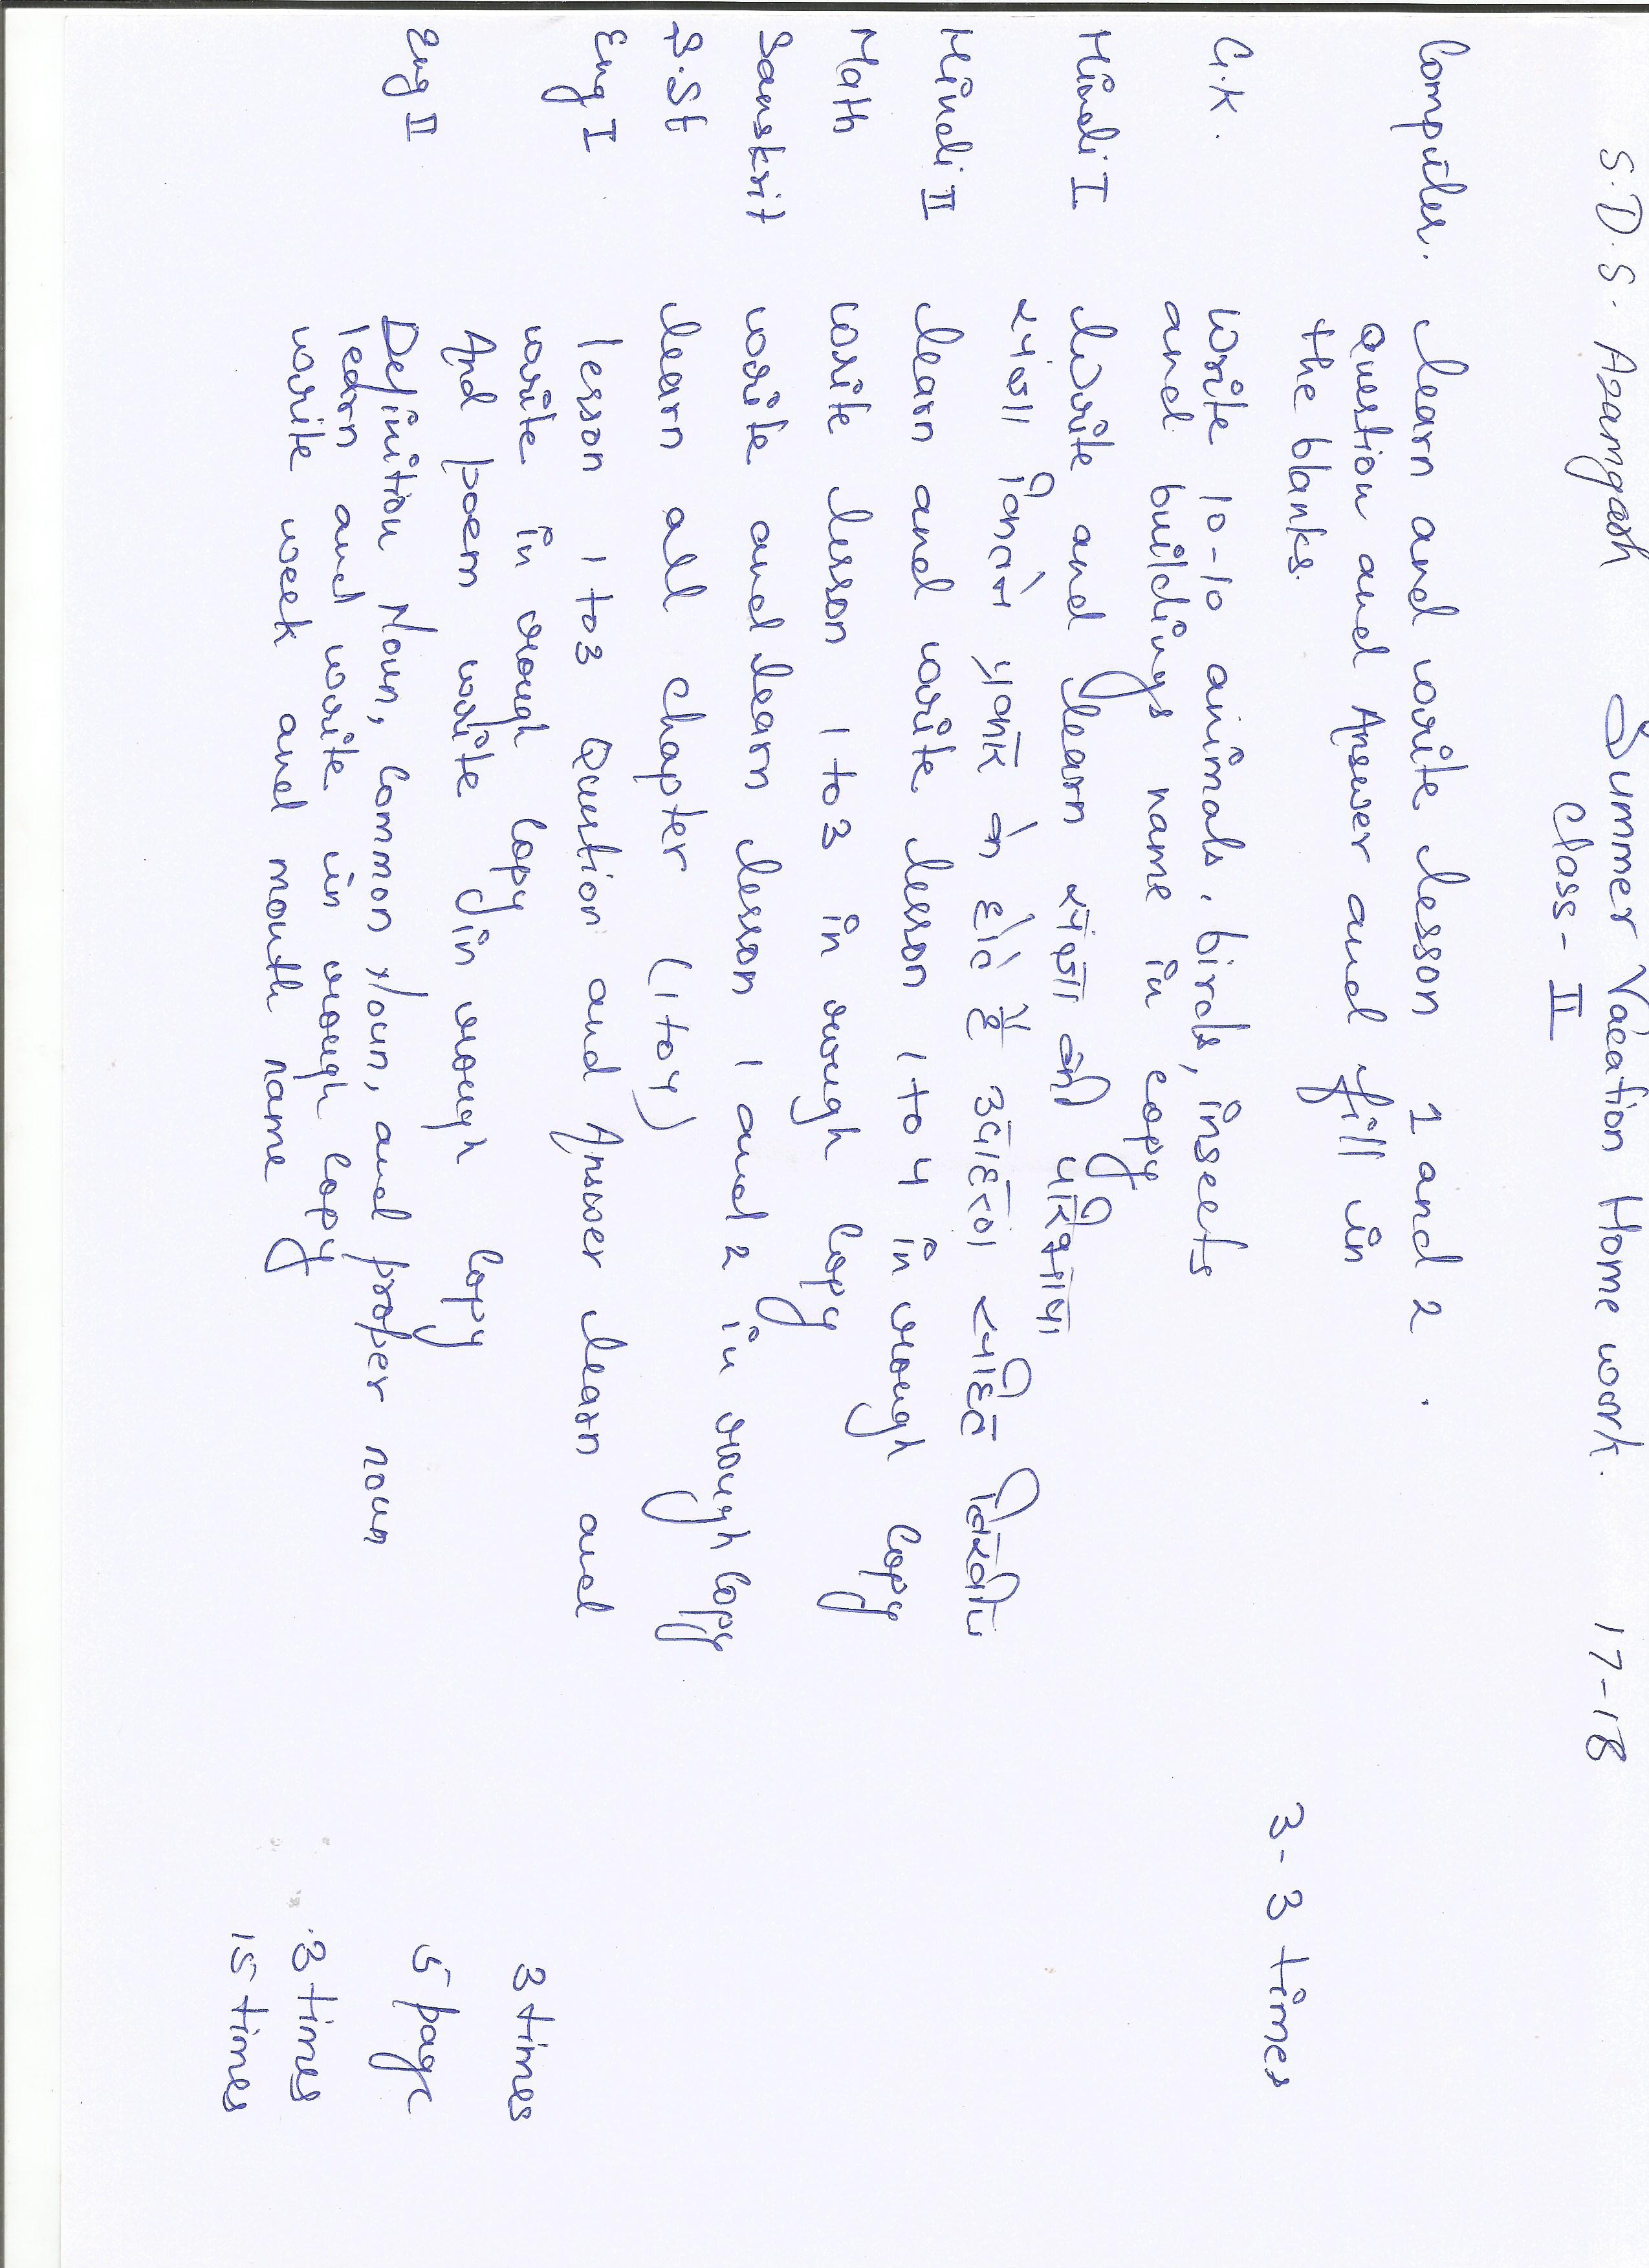 S.D.S. Azamgarh Summer Vacation Home work. 17-18
Class - II
Computer. learn and write lesson 1 and 2 .
Question and Answer and fill in
the blanks.
3-3 times
G.K. Write 10-10 animals, birds, insects
and buildings name in copy
Hindi I Write and learn संज्ञा की परिभाषा
संज्ञा कितने प्रकार के होते हैं उदाहरण सहित लिखीए
Hindi II learn and write lesson 1 to 4 in rough copy
Math write lesson 1 to 3 in rough copy
Sanskrit write and learn lesson 1 and 2 in rough copy
S.St learn all chapter (1 to 4)
Eng I lesson 1 to 3 Question and Answer learn and
write in rough copy 3 times
And poem write in rough copy 5 page
Eng II Definition Noun, Common Noun, and proper noun
learn and write in rough copy 3 times
write week and month name 15 times